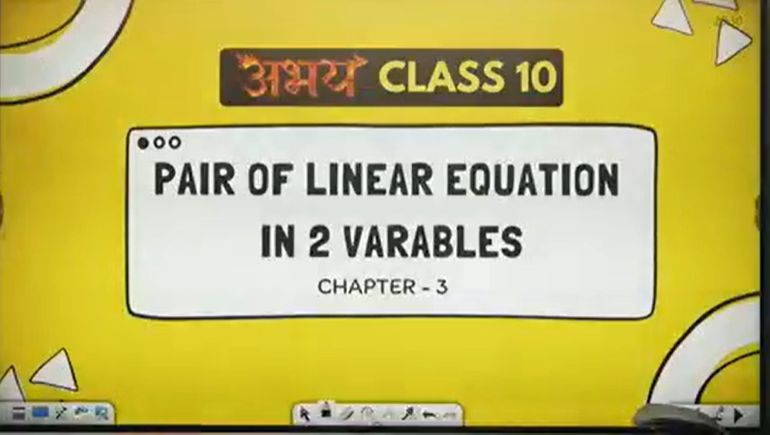 अभय CLASS 10
PAIR OF LINEAR EQUATION
IN 2 VARABLES
CHAPTER - 3